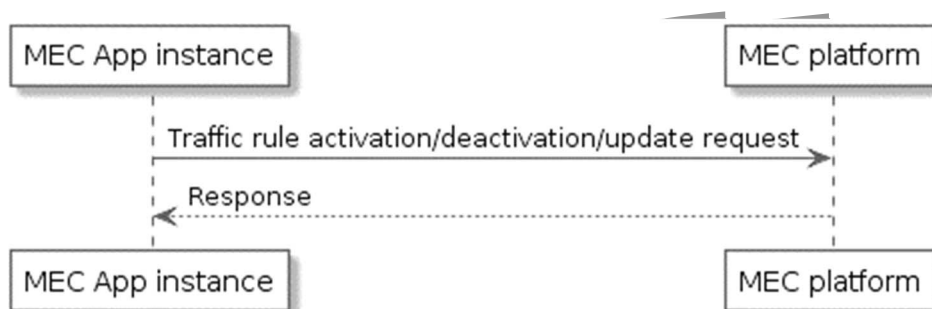 MEC App instance
MEC platform
Traffic rule activation/deactivation/update request
Response
MEC App instance
MEC platform